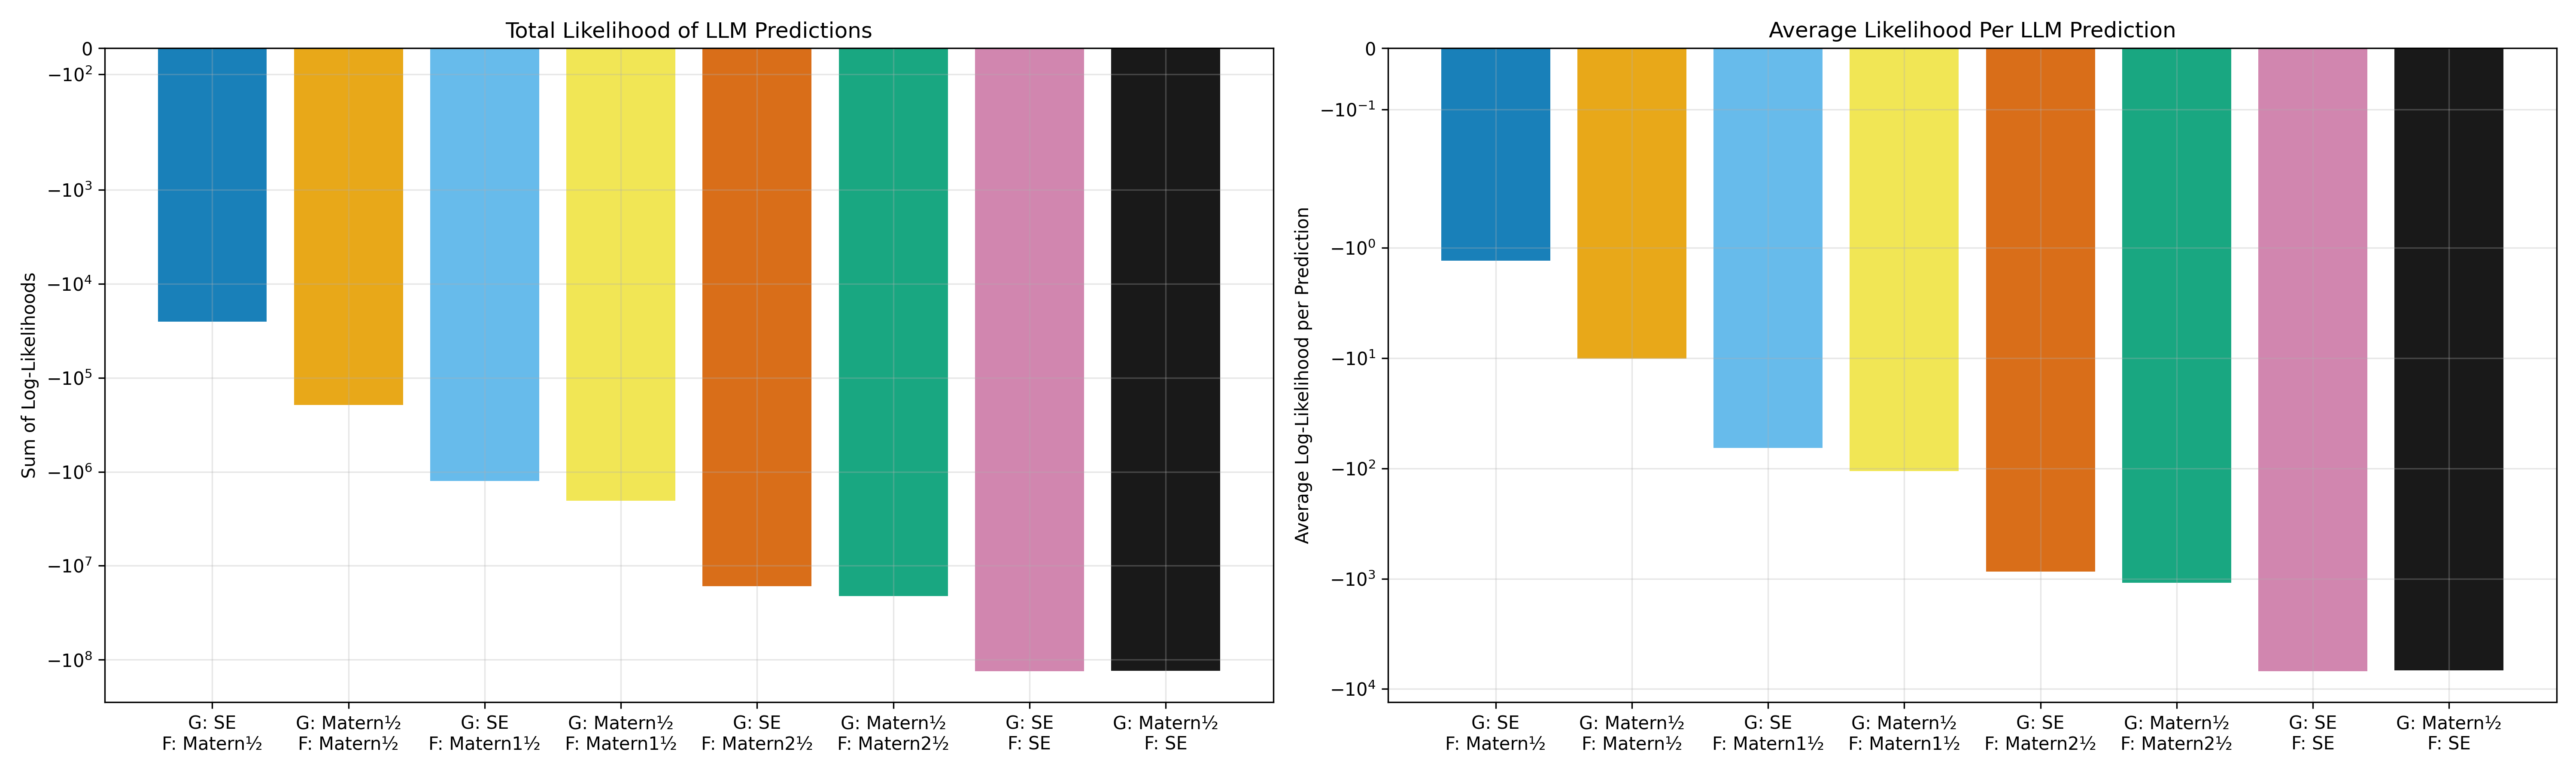 Total Likelihood of LLM Predictions
Sum of Log-Likelihoods
0
−10²
−10³
−10⁴
−10⁵
−10⁶
−10⁷
−10⁸
G: SE
F: Matern½
G: Matern½
F: Matern½
G: SE
F: Matern1½
G: Matern½
F: Matern1½
G: SE
F: Matern2½
G: Matern½
F: Matern2½
G: SE
F: SE
G: Matern½
F: SE
Average Likelihood Per LLM Prediction
Average Log-Likelihood per Prediction
0
−10⁻¹
−10⁰
−10¹
−10²
−10³
−10⁴
G: SE
F: Matern½
G: Matern½
F: Matern½
G: SE
F: Matern1½
G: Matern½
F: Matern1½
G: SE
F: Matern2½
G: Matern½
F: Matern2½
G: SE
F: SE
G: Matern½
F: SE